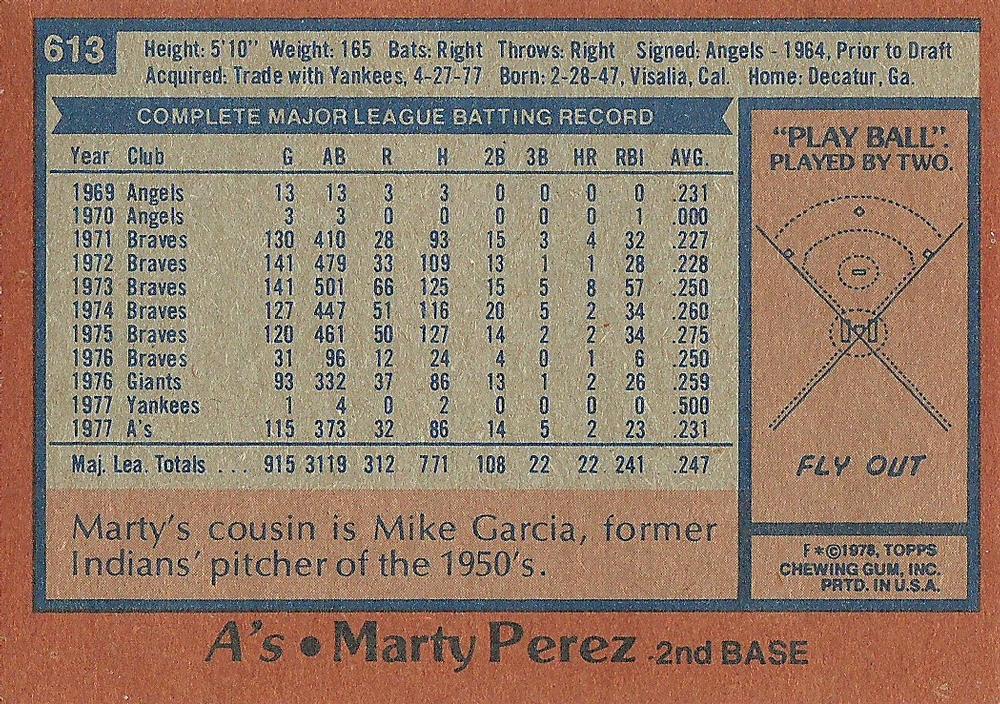 613
Height: 5'10" Weight: 165 Bats: Right Throws: Right Signed: Angels - 1964, Prior to Draft
Acquired: Trade with Yankees, 4-27-77 Born: 2-28-47, Visalia, Cal. Home: Decatur, Ga.
COMPLETE MAJOR LEAGUE BATTING RECORD
Year Club G AB R H 2B 3B HR RBI AVG.
1969 Angels 13 13 3 3 0 0 0 0 .231
1970 Angels 3 3 0 0 0 0 0 1 .000
1971 Braves 130 410 28 93 15 3 4 32 .227
1972 Braves 141 479 33 109 13 1 1 28 .228
1973 Braves 141 501 66 125 15 5 8 57 .250
1974 Braves 127 447 51 116 20 5 2 34 .260
1975 Braves 120 461 50 127 14 2 2 34 .275
1976 Braves 31 96 12 24 4 0 1 6 .250
1976 Giants 93 332 37 86 13 1 2 26 .259
1977 Yankees 1 4 0 2 0 0 0 0 .500
1977 A's 115 373 32 86 14 5 2 23 .231
Maj. Lea. Totals ... 915 3119 312 771 108 22 22 241 .247
Marty's cousin is Mike Garcia, former
Indians' pitcher of the 1950's.
"PLAY BALL".
PLAYED BY TWO.
FLY OUT
F*©1978, TOPPS
CHEWING GUM, INC.
PRTD. IN U.S.A.
A's • Marty Perez - 2nd BASE